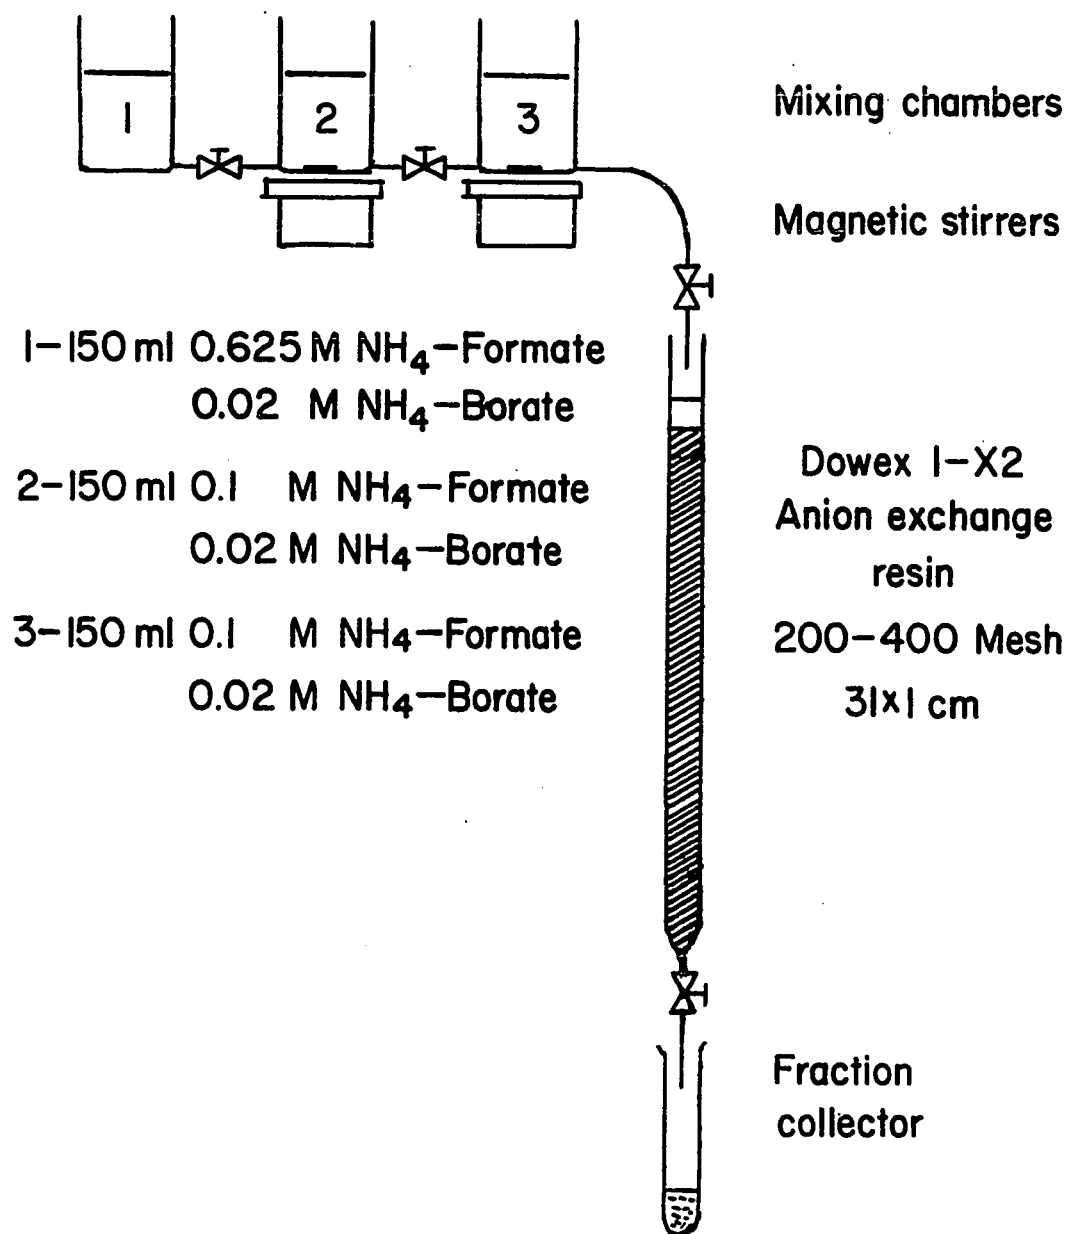 1
2
3
Mixing chambers
Magnetic stirrers
1-150 ml 0.625 M NH₄-Formate
0.02 M NH₄-Borate
2-150 ml 0.1 M NH₄-Formate
0.02 M NH₄-Borate
3-150 ml 0.1 M NH₄-Formate
0.02 M NH₄-Borate
Dowex 1-X2
Anion exchange
resin
200-400 Mesh
31x1 cm
Fraction
collector